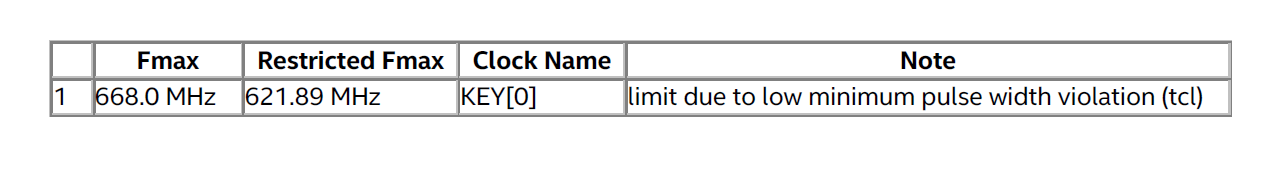 Fmax Restricted Fmax Clock Name Note
1 668.0 MHz 621.89 MHz KEY[0] limit due to low minimum pulse width violation (tcl)